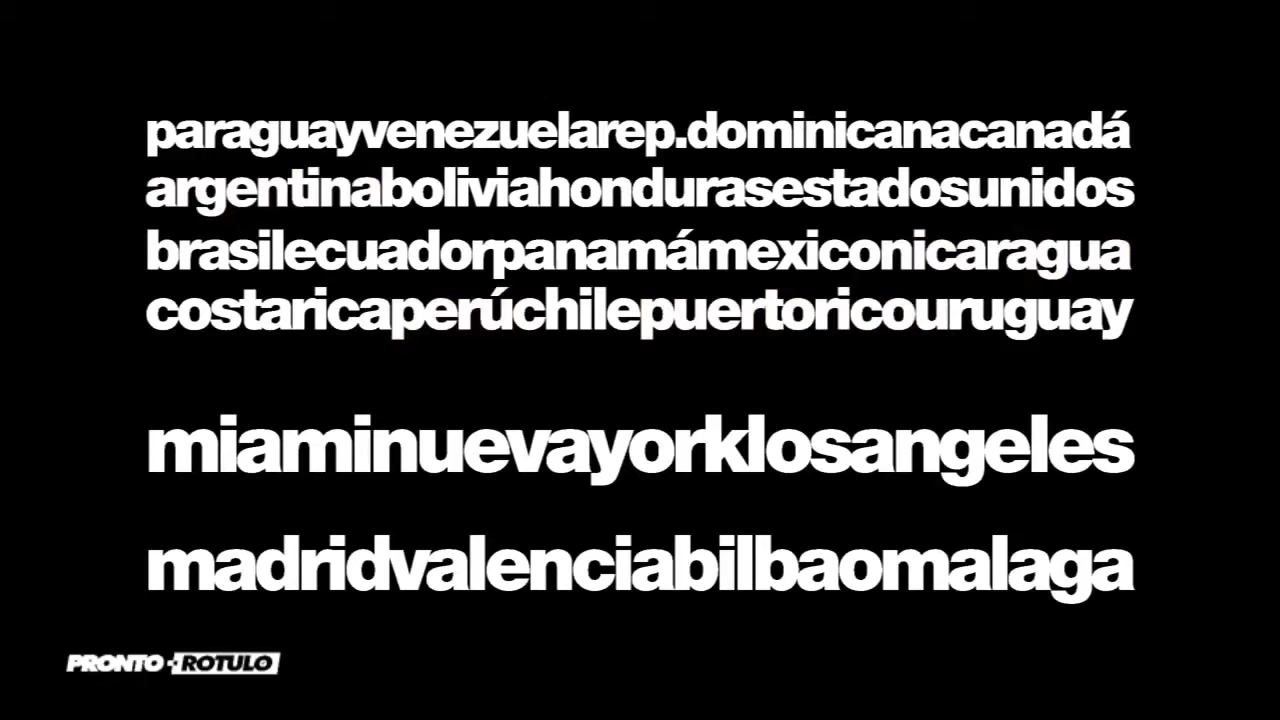 paraguayvenezuelarep.dominicanacanadá
argentinaboliviahondurasestadosunidos
brasilecuadorpanamámexiconicaragua
costaricaperúchilepuertoricouruguay
miaminuevayorklosangeles
madridvalenciabilbaomalaga
PRONTO+ROTULO